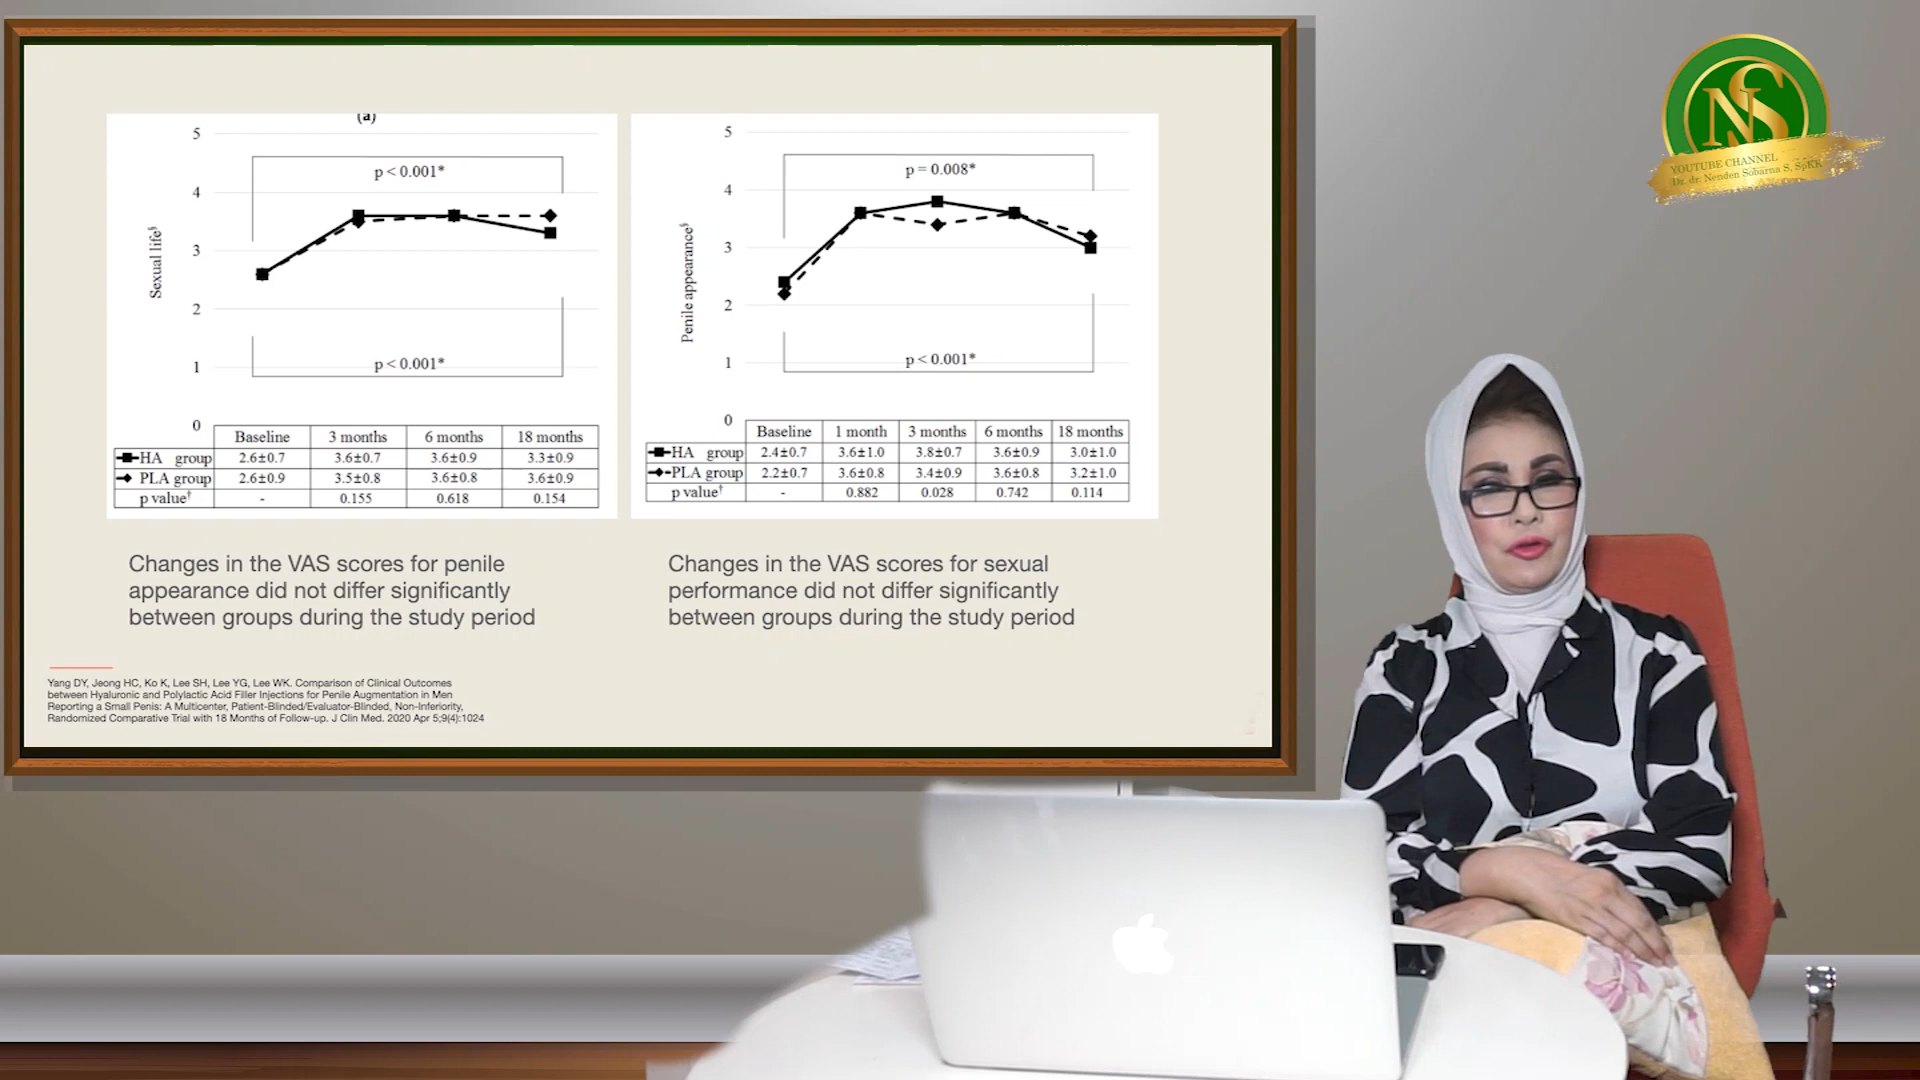 (a)
5
4
3
2
1
0
Sexual life§
p < 0.001*
p < 0.001*
Baseline 3 months 6 months 18 months
HA group 2.6±0.7 3.6±0.7 3.6±0.9 3.3±0.9
PLA group 2.6±0.9 3.5±0.8 3.6±0.8 3.6±0.9
p value† - 0.155 0.618 0.154
5
4
3
2
1
0
Penile appearance§
p = 0.008*
p < 0.001*
Baseline 1 month 3 months 6 months 18 months
HA group 2.4±0.7 3.6±1.0 3.8±0.7 3.6±0.9 3.0±1.0
PLA group 2.2±0.7 3.6±0.8 3.4±0.9 3.6±0.8 3.2±1.0
p value† - 0.882 0.028 0.742 0.114
Changes in the VAS scores for penile
appearance did not differ significantly
between groups during the study period
Changes in the VAS scores for sexual
performance did not differ significantly
between groups during the study period
Yang DY, Jeong HC, Ko K, Lee SH, Lee YG, Lee WK. Comparison of Clinical Outcomes
between Hyaluronic and Polylactic Acid Filler Injections for Penile Augmentation in Men
Reporting a Small Penis: A Multicenter, Patient-Blinded/Evaluator-Blinded, Non-Inferiority,
Randomized Comparative Trial with 18 Months of Follow-up. J Clin Med. 2020 Apr 5;9(4):1024
NS
YOUTUBE CHANNEL
Dr. dr. Nenden Sobarna S, SpKK